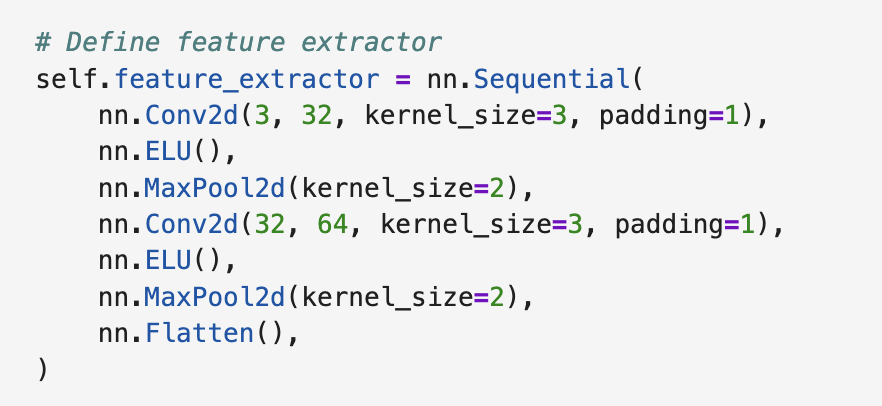 # Define feature extractor
self.feature_extractor = nn.Sequential(
    nn.Conv2d(3, 32, kernel_size=3, padding=1),
    nn.ELU(),
    nn.MaxPool2d(kernel_size=2),
    nn.Conv2d(32, 64, kernel_size=3, padding=1),
    nn.ELU(),
    nn.MaxPool2d(kernel_size=2),
    nn.Flatten(),
)